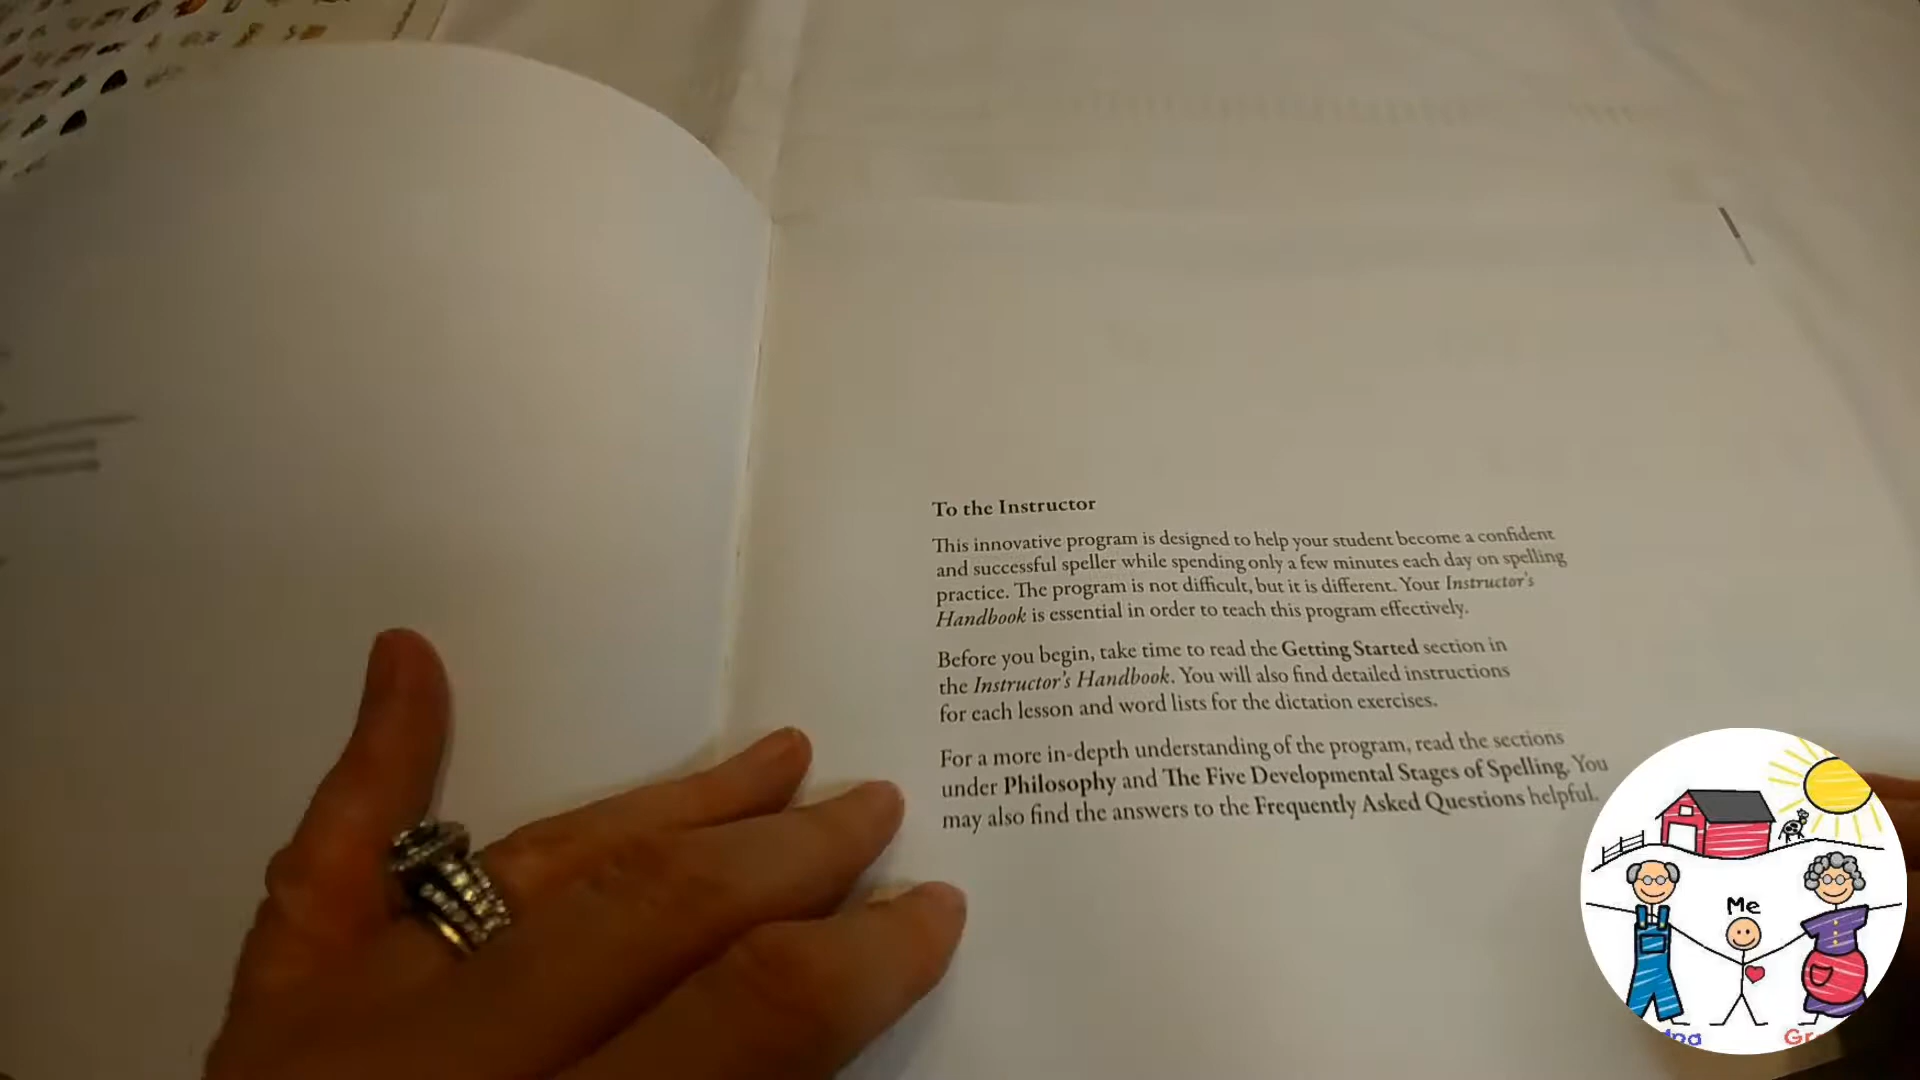 To the Instructor
This innovative program is designed to help your student become a confident
and successful speller while spending only a few minutes each day on spelling
practice. The program is not difficult, but it is different. Your Instructor's
Handbook is essential in order to teach this program effectively.
Before you begin, take time to read the Getting Started section in
the Instructor's Handbook. You will also find detailed instructions
for each lesson and word lists for the dictation exercises.
For a more in-depth understanding of the program, read the sections
under Philosophy and The Five Developmental Stages of Spelling. You
may also find the answers to the Frequently Asked Questions helpful.
Me